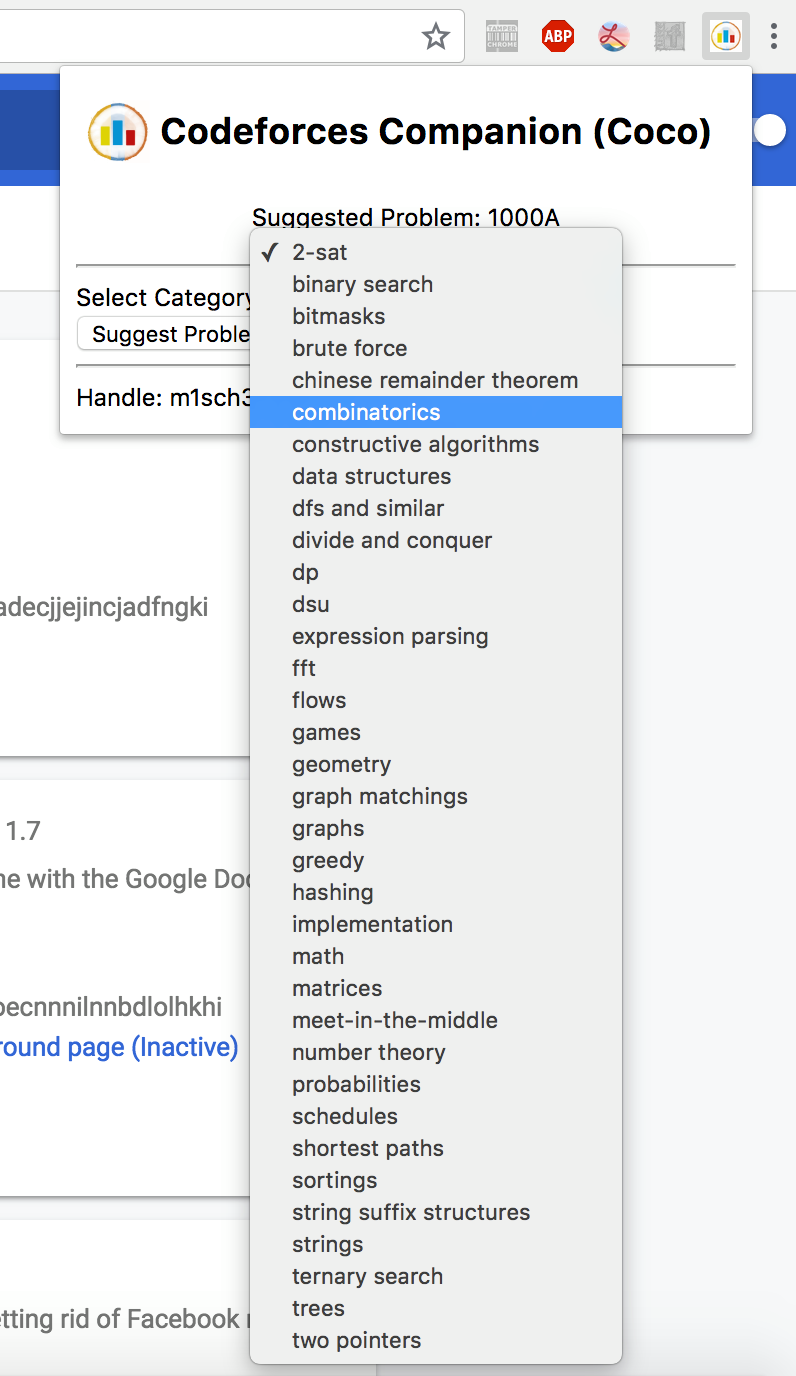 TAMPER
CHROME
ABP
Codeforces Companion (Coco)
Suggested Problem: 1000A
✓ 2-sat
binary search
Select Category
bitmasks
Suggest Proble
brute force
chinese remainder theorem
Handle: m1sch3
combinatorics
constructive algorithms
data structures
dfs and similar
divide and conquer
dp
dsu
adecjjejincjadfngki
expression parsing
fft
flows
games
geometry
graph matchings
graphs
1.7
greedy
ne with the Google Doc
hashing
implementation
math
matrices
oecnnnilnnbdlolhkhi
meet-in-the-middle
round page (Inactive)
number theory
probabilities
schedules
shortest paths
sortings
string suffix structures
strings
ternary search
trees
etting rid of Facebook
two pointers